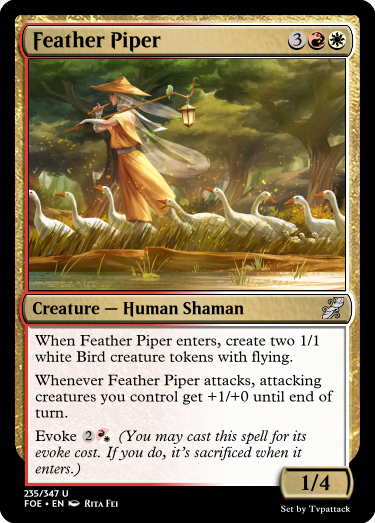 Feather Piper 3
Creature — Human Shaman
When Feather Piper enters, create two 1/1
white Bird creature tokens with flying.
Whenever Feather Piper attacks, attacking
creatures you control get +1/+0 until end of
turn.
Evoke 2 (You may cast this spell for its
evoke cost. If you do, it's sacrificed when it
enters.)
1/4
235/347 U
FOE • EN Rita Fei
Set by Tvpattack